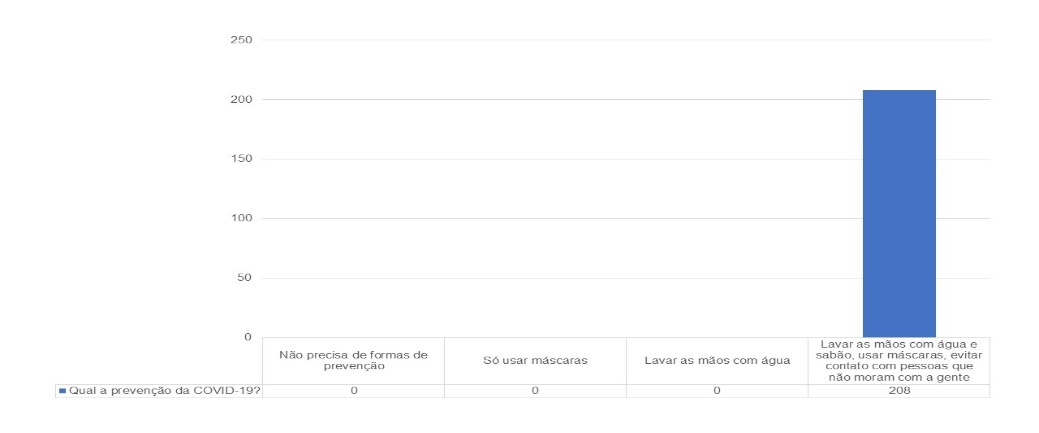 250
200
150
100
50
0
Não precisa de formas de
prevenção
Só usar máscaras
Lavar as mãos com água
Lavar as mãos com água e
sabão, usar máscaras, evitar
contato com pessoas que
não moram com a gente
Qual a prevenção da COVID-19? 0 0 0 208